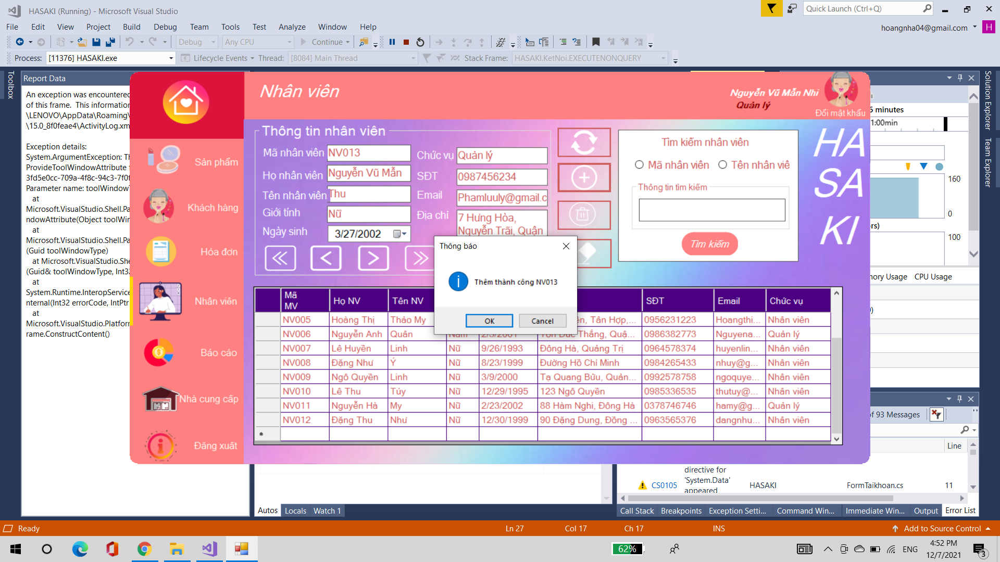 HASAKI (Running) - Microsoft Visual Studio
Quick Launch (Ctrl+Q)
File Edit View Project Build Debug Team Tools Test Analyze Window Help
hoangnha04@gmail.com H
Debug Any CPU Continue
Process: [11376] HASAKI.exe Lifecycle Events Thread: [8084] Main Thread Stack Frame: HASAKI.KetNoi.EXECUTENONQUERY
Toolbox
Report Data
An exception was encountered
of this frame. This information
\LENOVO\AppData\Roaming\
\15.0_8f0feae4\ActivityLog.xm
Exception details:
System.ArgumentException: Th
ProvideToolWindowAttribute
3fd5e0cc-709a-4f8c-94c3-7f0f
Parameter name: toolWindowT
at
Microsoft.VisualStudio.Shell.Pa
ndowAttribute(Object toolWin
at
Microsoft.VisualStudio.Shell.Pa
(Guid toolWindowType)
at Microsoft.VisualStudio.She
(Guid& toolWindowType, Int32
at
System.Runtime.InteropService
nternal(Int32 errorCode, IntPtr
at
Microsoft.VisualStudio.Platforn
rame.ConstructContent()
Sản phẩm
Khách hàng
Hóa đơn
Nhân viên
Báo cáo
Nhà cung cấp
Đăng xuất
Nhân viên
Nguyễn Vũ Mẫn Nhi
Quản lý
Đổi mật khẩu
Thông tin nhân viên
Mã nhân viên NV013
Họ nhân viên Nguyễn Vũ Mẫn
Tên nhân viên Thu
Giới tính Nữ
Ngày sinh 3/27/2002
Chức vụ Quản lý
SĐT 0987456234
Email Phamluuly@gmail.c
Địa chỉ 7 Hưng Hòa,
Nguyễn Trãi, Quận
Tìm kiếm nhân viên
Mã nhân viên Tên nhân viê
Thông tin tìm kiếm
Tìm kiếm
HA
SA
KI
Thông báo
Thêm thành công NV013
OK Cancel
Mã
MV Họ NV Tên NV SĐT Email Chức vụ
NV005 Hoàng Thị Thảo My ên, Tân Hợp,... 0956231223 Hoangthi... Nhân viên
NV006 Nguyễn Anh Quân Nam 2/3/2001 Tôn Đức Thắng, Quậ... 0986382773 Nguyena... Quản lý
NV007 Lê Huyền Linh Nữ 9/26/1993 Đông Hà, Quảng Trị 0964578374 huyenlin... Nhân viên
NV008 Đặng Như Ý Nữ 8/23/1999 Đường Hồ Chí Minh 0984265433 nhuy@g... Nhân viên
NV009 Ngô Quyền Linh Nữ 3/9/2000 Tạ Quang Bửu, Quản... 0992578758 ngoquye... Nhân viên
NV010 Lê Thu Túy Nữ 12/29/1995 123 Ngô Quyền 0985336535 thutuy@... Nhân viên
NV011 Nguyễn Hà My Nữ 2/23/2002 88 Hàm Nghi, Đông Hà 0378746746 hamy@g... Quản lý
NV012 Đặng Thu Như Nữ 12/30/1999 90 Đặng Dung, Đồng ... 0963565376 dangnhu... Nhân viên
6 minutes
1:00min
160
0
rs)
100
nory Usage CPU Usage
Solution Explorer
Team Explorer
of 93 Messages
Line
directive for
'System.Data'
appeared
CS0105 HASAKI FormTaikhoan.cs 11
Autos Locals Watch 1
Call Stack Breakpoints Exception Setti... Command Win... Immediate Win... Output Error List
Ready Ln 27 Col 17 Ch 17 INS Add to Source Control
62%
ENG
4:52 PM
12/7/2021
3